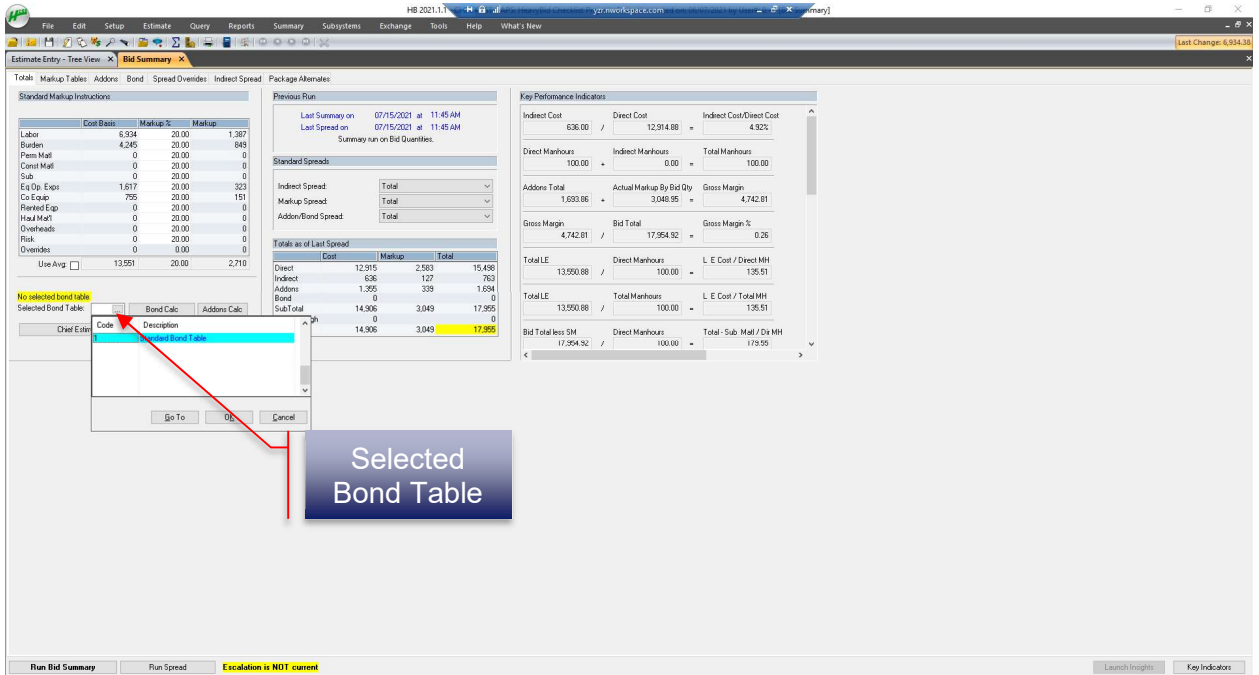 HB 2021.1.1
yzr.nworkspace.com
mmary]
File Edit Setup Estimate Query Reports Summary Subsystems Exchange Tools Help What's New
Last Change: 6,934.38
Estimate Entry - Tree View X Bid Summary X
Totals Markup Tables Addons Bond Spread Overrides Indirect Spread Package Alternates
Standard Markup Instructions
Cost Basis Markup % Markup
Labor 6,934 20.00 1,387
Burden 4,245 20.00 849
Perm Matl 0 20.00 0
Const Matl 0 20.00 0
Sub 0 20.00 0
Eq Op. Exps 1,617 20.00 323
Co Equip 755 20.00 151
Rented Eqp 0 20.00 0
Haul Mat'l 0 20.00 0
Overheads 0 20.00 0
Risk 0 20.00 0
Overrides 0 0.00 0
Use Avg: 13,551 20.00 2,710
No selected bond table
Selected Bond Table: ... Bond Calc Addons Calc
Chief Estim
Code Description
1 Standard Bond Table
Go To OK Cancel
Previous Run
Last Summary on 07/15/2021 at 11:45 AM
Last Spread on 07/15/2021 at 11:45 AM
Summary run on Bid Quantities.
Standard Spreads
Indirect Spread: Total
Markup Spread: Total
Addon/Bond Spread: Total
Totals as of Last Spread
Cost Markup Total
Direct 12,915 2,583 15,498
Indirect 636 127 763
Addons 1,355 339 1,694
Bond 0 0
SubTotal 14,906 3,049 17,955
gh 0 0
14,906 3,049 17,955
Key Performance Indicators
Indirect Cost Direct Cost Indirect Cost/Direct Cost
636.00 / 12,914.88 = 4.92%
Direct Manhours Indirect Manhours Total Manhours
100.00 + 0.00 = 100.00
Addons Total Actual Markup By Bid Qty Gross Margin
1,693.86 + 3,048.95 = 4,742.81
Gross Margin Bid Total Gross Margin %
4,742.81 / 17,954.92 = 0.26
Total LE Direct Manhours L E Cost / Direct MH
13,550.88 / 100.00 = 135.51
Total LE Total Manhours L E Cost / Total MH
13,550.88 / 100.00 = 135.51
Bid Total less SM Direct Manhours Total - Sub Matl / Dir MH
17,954.92 / 100.00 = 179.55
Selected
Bond Table
Run Bid Summary Run Spread Escalation is NOT current Launch Insights Key Indicators